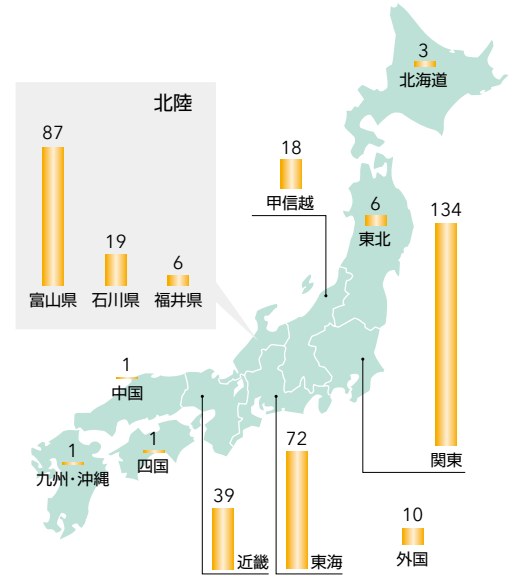 3
北海道
北陸
87
富山県
19
石川県
6
福井県
18
甲信越
6
東北
134
関東
1
中国
1
四国
1
九州・沖縄
39
近畿
72
東海
10
外国